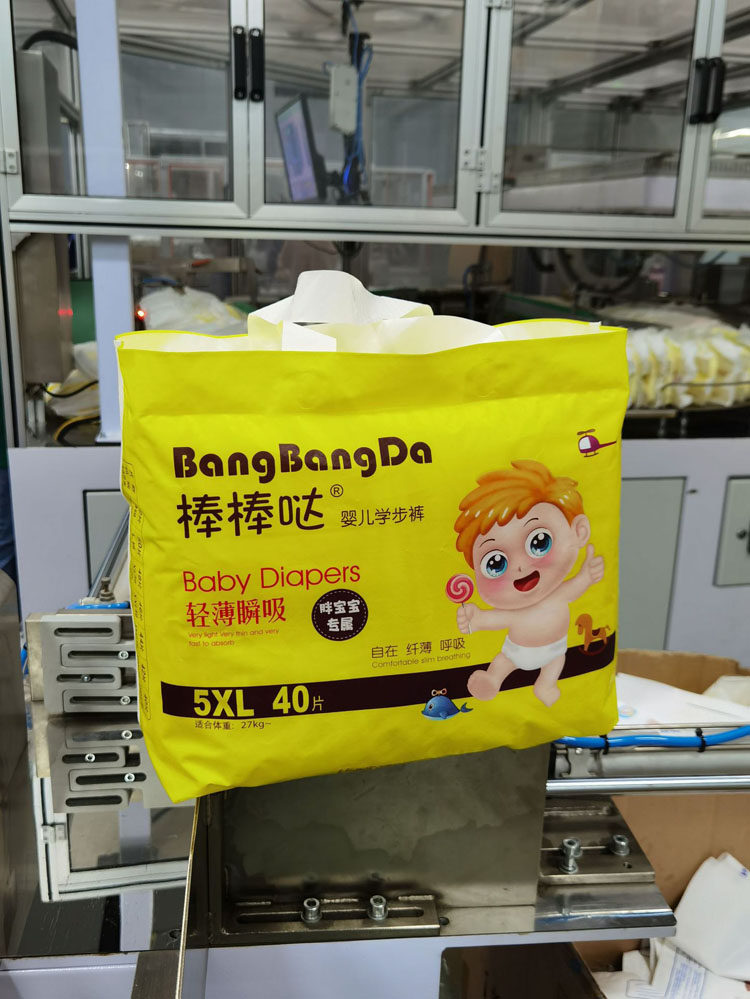 BangBangDa
棒棒哒® 婴儿学步裤
Baby Diapers
轻薄瞬吸
very light very thin and very
fast to absorb
胖宝宝
专属
自在 纤薄 呼吸
Comfortable slim breathing
5XL 40片
适合体重: 27kg~